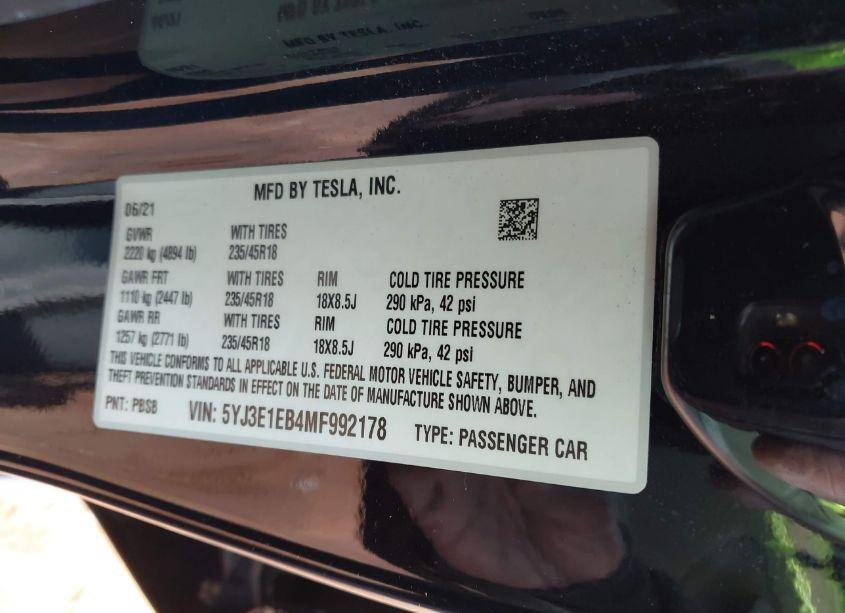 MFD BY TESLA, INC.
MFD BY TESLA, INC.
06/21
GVWR WITH TIRES
2220 kg (4894 lb) 235/45R18
GAWR FRT WITH TIRES RIM COLD TIRE PRESSURE
1110 kg (2447 lb) 235/45R18 18X8.5J 290 kPa, 42 psi
GAWR RR WITH TIRES RIM COLD TIRE PRESSURE
1257 kg (2771 lb) 235/45R18 18X8.5J 290 kPa, 42 psi
THIS VEHICLE CONFORMS TO ALL APPLICABLE U.S. FEDERAL MOTOR VEHICLE SAFETY, BUMPER, AND
THEFT PREVENTION STANDARDS IN EFFECT ON THE DATE OF MANUFACTURE SHOWN ABOVE.
PNT: PBSB VIN: 5YJ3E1EB4MF992178 TYPE: PASSENGER CAR